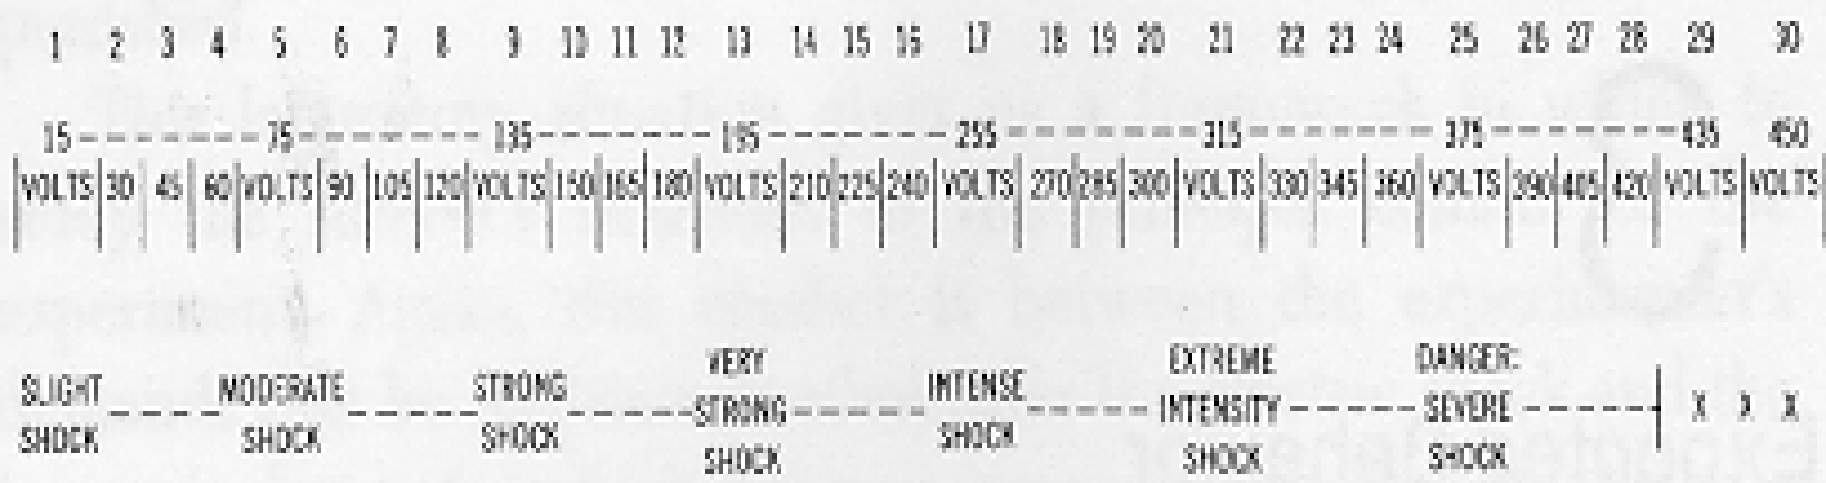 1 2 3 4 5 6 7 8 9 10 11 12 13 14 15 16 17 18 19 20 21 22 23 24 25 26 27 28 29 30
15 - - - - - - - - - 75 - - - - - - - - 135 - - - - - - - - 195 - - - - - - - - 255 - - - - - - - - - 315 - - - - - - - - 375 - - - - - - - - 435 450
VOLTS 30 45 60 VOLTS 90 105 120 VOLTS 150 165 180 VOLTS 210 225 240 VOLTS 270 285 300 VOLTS 330 345 360 VOLTS 390 405 420 VOLTS VOLTS
SLIGHT
SHOCK
MODERATE
SHOCK
STRONG
SHOCK
VERY
STRONG
SHOCK
INTENSE
SHOCK
EXTREME
INTENSITY
SHOCK
DANGER:
SEVERE
SHOCK
X X X